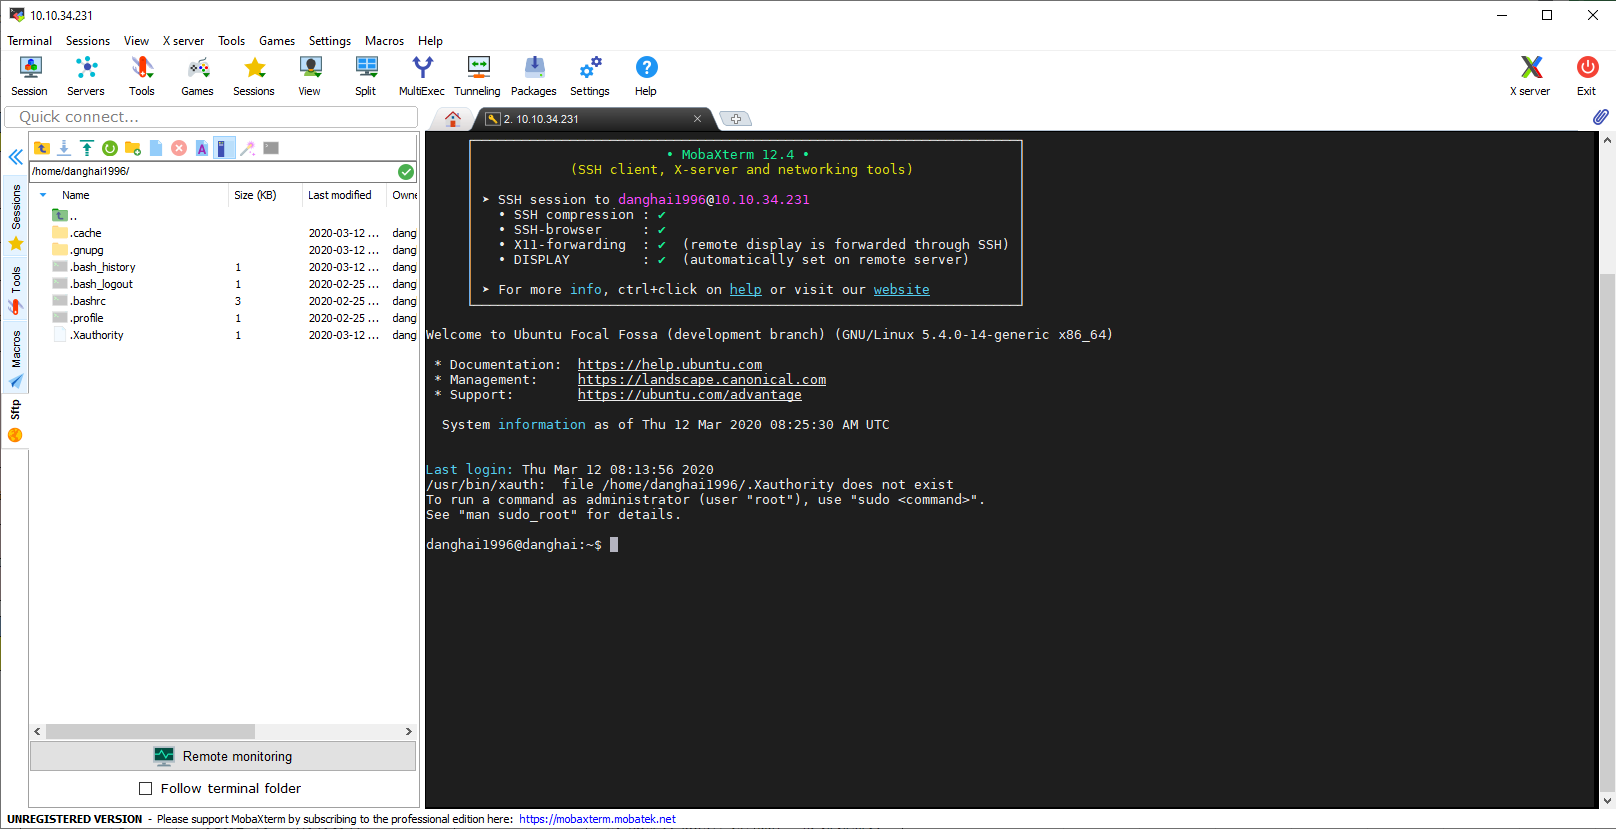 10.10.34.231
Terminal Sessions View X server Tools Games Settings Macros Help
Session Servers Tools Games Sessions View Split MultiExec Tunneling Packages Settings Help X server Exit
Quick connect...
2. 10.10.34.231
/home/danghai1996/
Name Size (KB) Last modified Owne
..
.cache 2020-03-12 ... dang
.gnupg 2020-03-12 ... dang
.bash_history 1 2020-03-12 ... dang
.bash_logout 1 2020-02-25 ... dang
.bashrc 3 2020-02-25 ... dang
.profile 1 2020-02-25 ... dang
.Xauthority 1 2020-03-12 ... dang
Sessions
Tools
Macros
Sftp
Remote monitoring
Follow terminal folder
• MobaXterm 12.4 •
(SSH client, X-server and networking tools)
➤ SSH session to danghai1996@10.10.34.231
• SSH compression : ✔
• SSH-browser : ✔
• X11-forwarding : ✔ (remote display is forwarded through SSH)
• DISPLAY : ✔ (automatically set on remote server)
➤ For more info, ctrl+click on help or visit our website
Welcome to Ubuntu Focal Fossa (development branch) (GNU/Linux 5.4.0-14-generic x86_64)
* Documentation: https://help.ubuntu.com
* Management: https://landscape.canonical.com
* Support: https://ubuntu.com/advantage
System information as of Thu 12 Mar 2020 08:25:30 AM UTC
Last login: Thu Mar 12 08:13:56 2020
/usr/bin/xauth: file /home/danghai1996/.Xauthority does not exist
To run a command as administrator (user "root"), use "sudo <command>".
See "man sudo_root" for details.
danghai1996@danghai:~$
UNREGISTERED VERSION - Please support MobaXterm by subscribing to the professional edition here: https://mobaxterm.mobatek.net